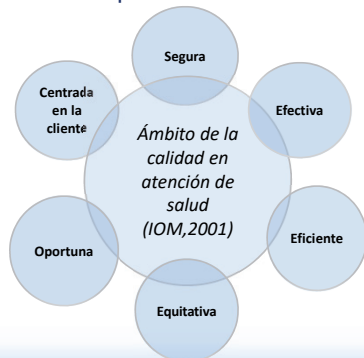 Segura
Efectiva
Eficiente
Equitativa
Oportuna
Centrada
en la
cliente
Ámbito de la
calidad en
atención de
salud
(IOM,2001)